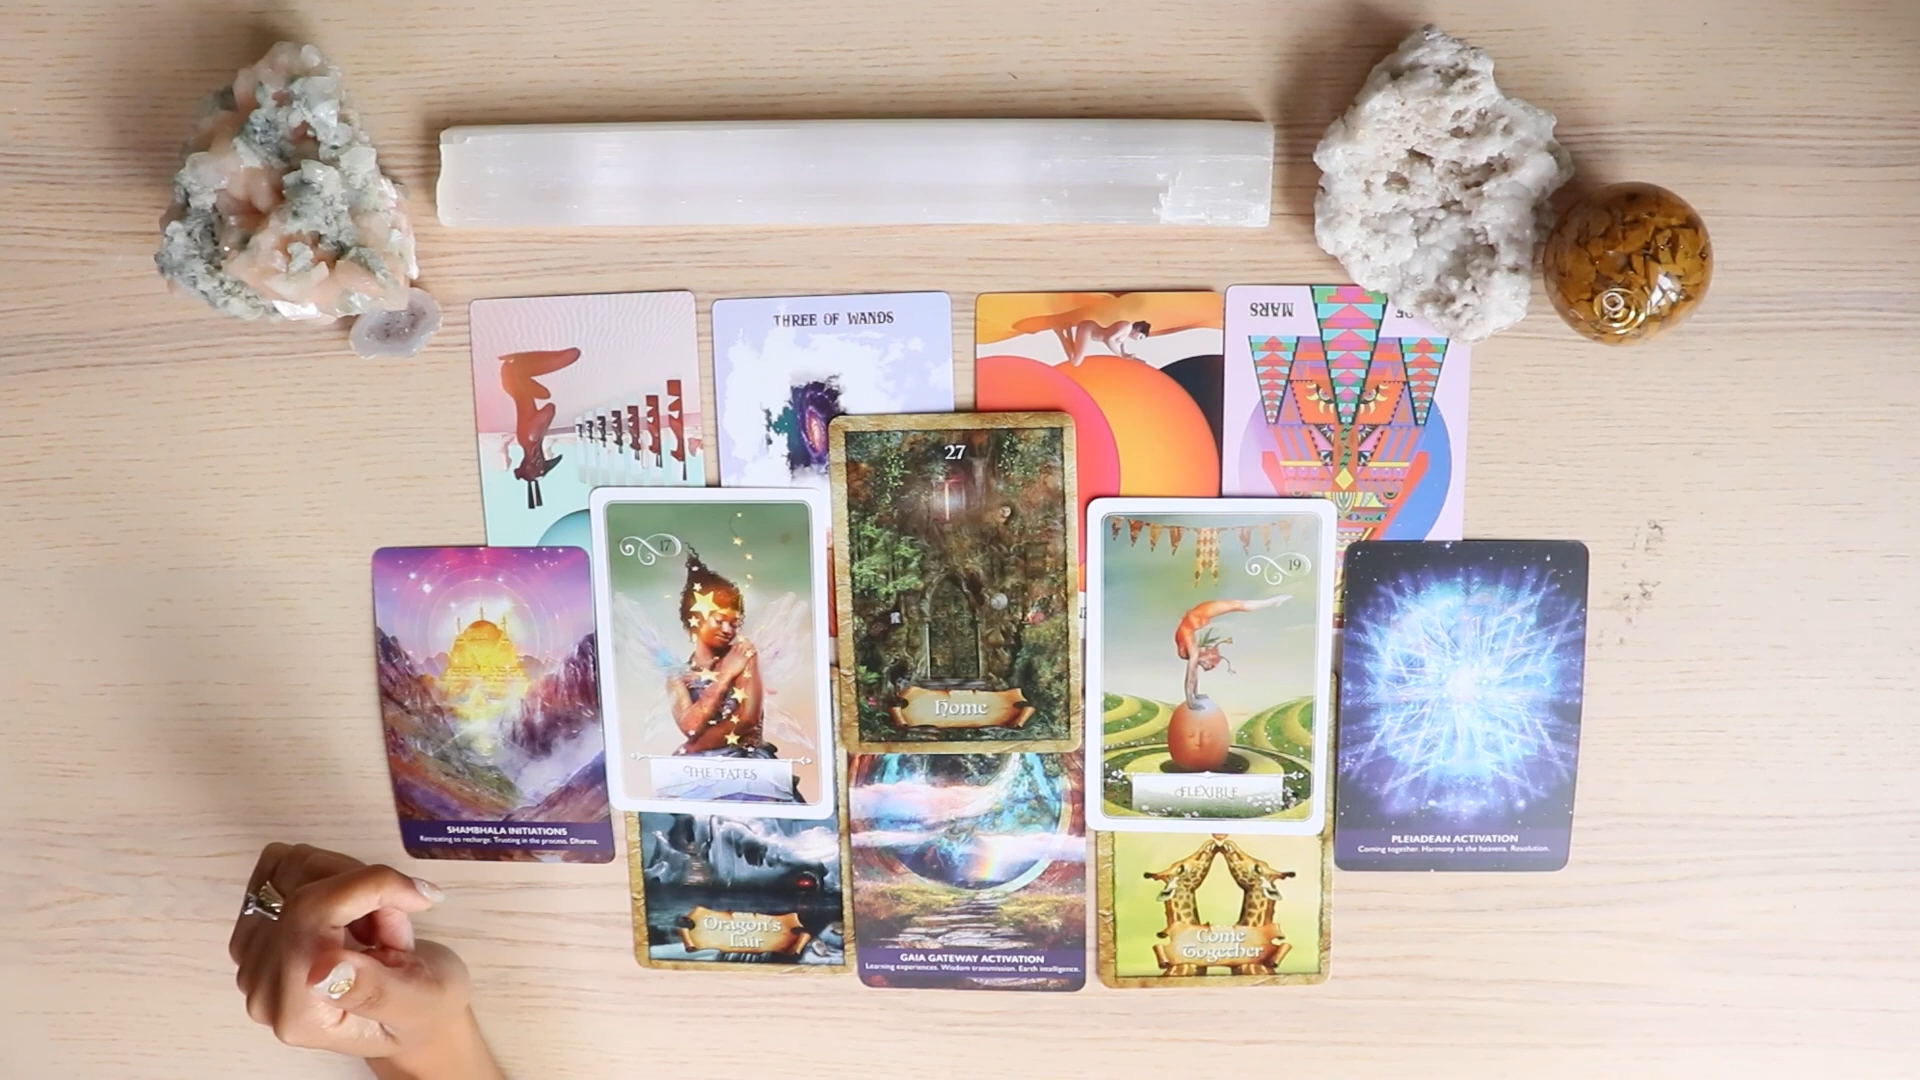 THREE OF WANDS
MARS
OF
27
Home
17
THE FATES
19
FLEXIBLE
SHAMBHALA INITIATIONS
Retreating to recharge. Trusting in the process. Dharma.
PLEIADEAN ACTIVATION
Coming together. Harmony in the heavens. Resolution.
Dragon's
Lair
GAIA GATEWAY ACTIVATION
Learning experiences. Wisdom transmission. Earth intelligence.
Come
Together